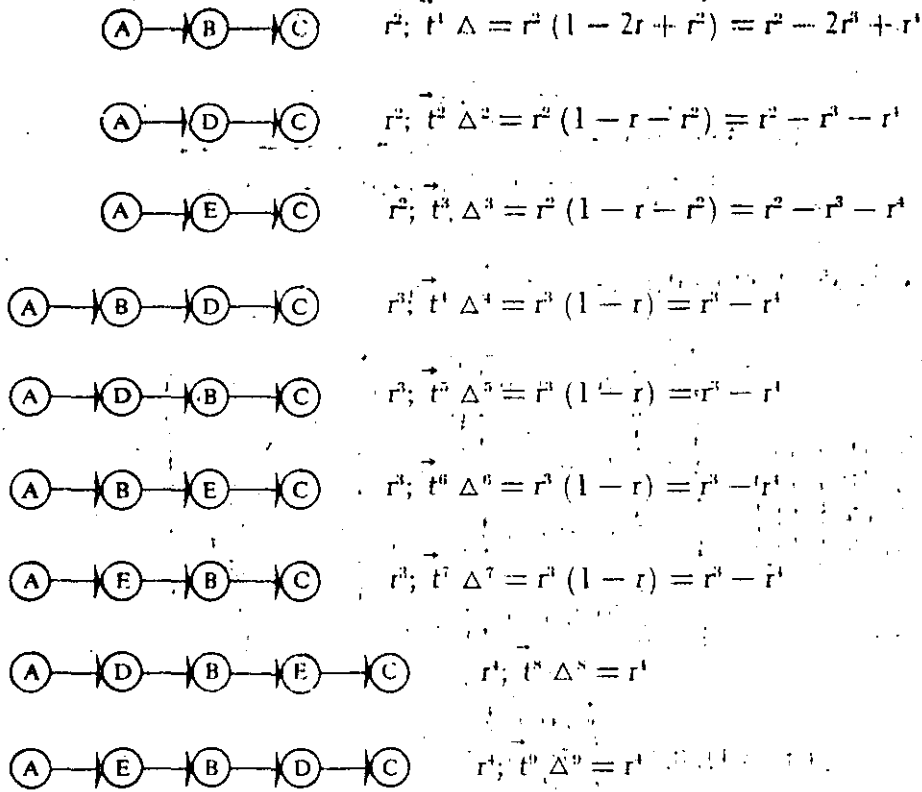 A B C r²; t¹ Δ = r² (1 − 2r + r²) = r² − 2r³ + r⁴
A D C r²; t² Δ² = r² (1 − r − r²) = r² − r³ − r⁴
A E C r²; t³ Δ³ = r² (1 − r − r²) = r² − r³ − r⁴
A B D C r³; t⁴ Δ⁴ = r³ (1 − r) = r³ − r⁴
A D B C r³; t⁵ Δ⁵ = r³ (1 − r) = r³ − r⁴
A B E C r³; t⁶ Δ⁶ = r³ (1 − r) = r³ − r⁴
A E B C r³; t⁷ Δ⁷ = r³ (1 − r) = r³ − r⁴
A D B E C r⁴; t⁸ Δ⁸ = r⁴
A E B D C r⁴; t⁹ Δ⁹ = r⁴